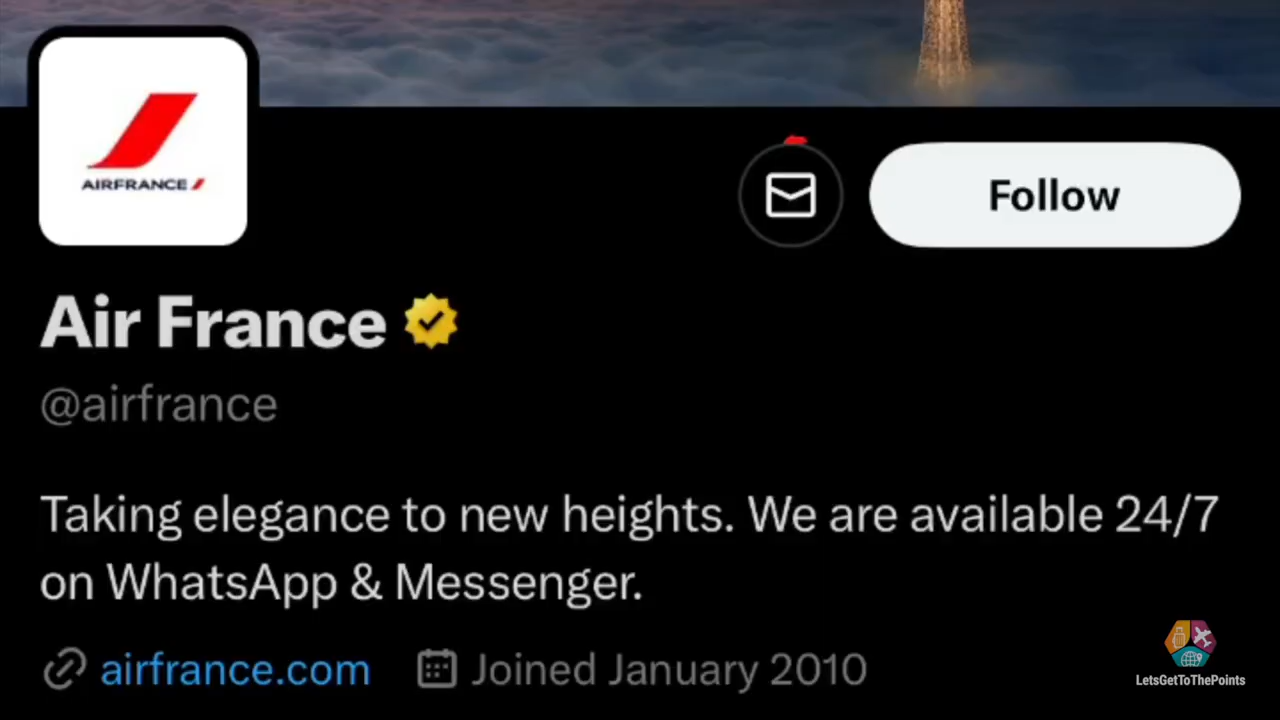 AIRFRANCE
Follow
Air France
@airfrance
Taking elegance to new heights. We are available 24/7
on WhatsApp & Messenger.
airfrance.com Joined January 2010
LetsGetToThePoints